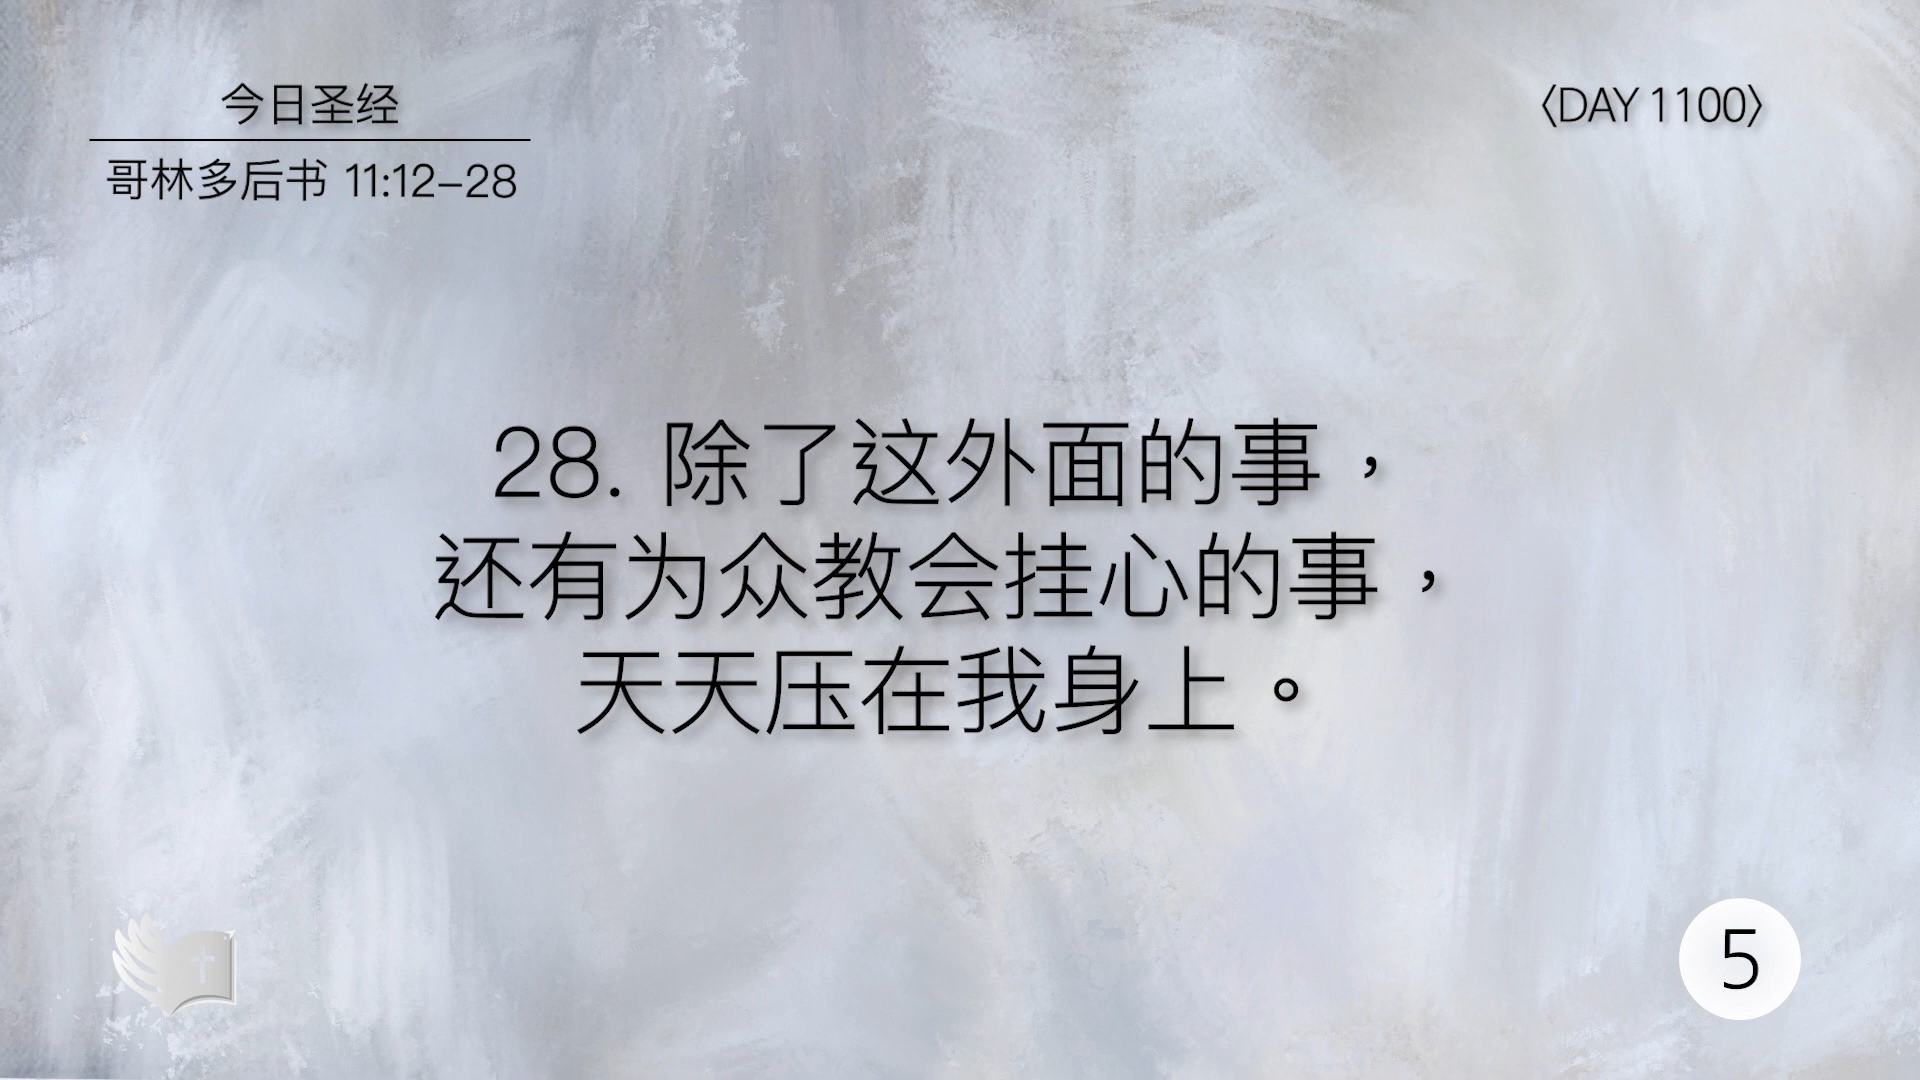 今日圣经
哥林多后书 11:12–28
〈DAY 1100〉
28. 除了这外面的事，
还有为众教会挂心的事，
天天压在我身上。
5